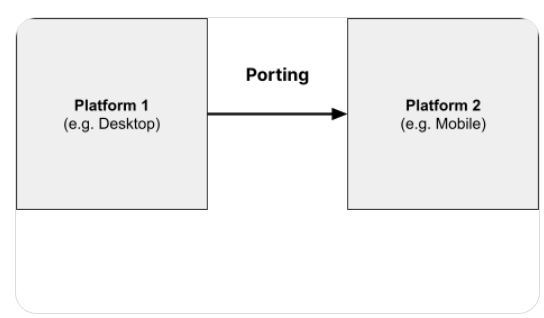 Porting
Platform 1
(e.g. Desktop)
Platform 2
(e.g. Mobile)